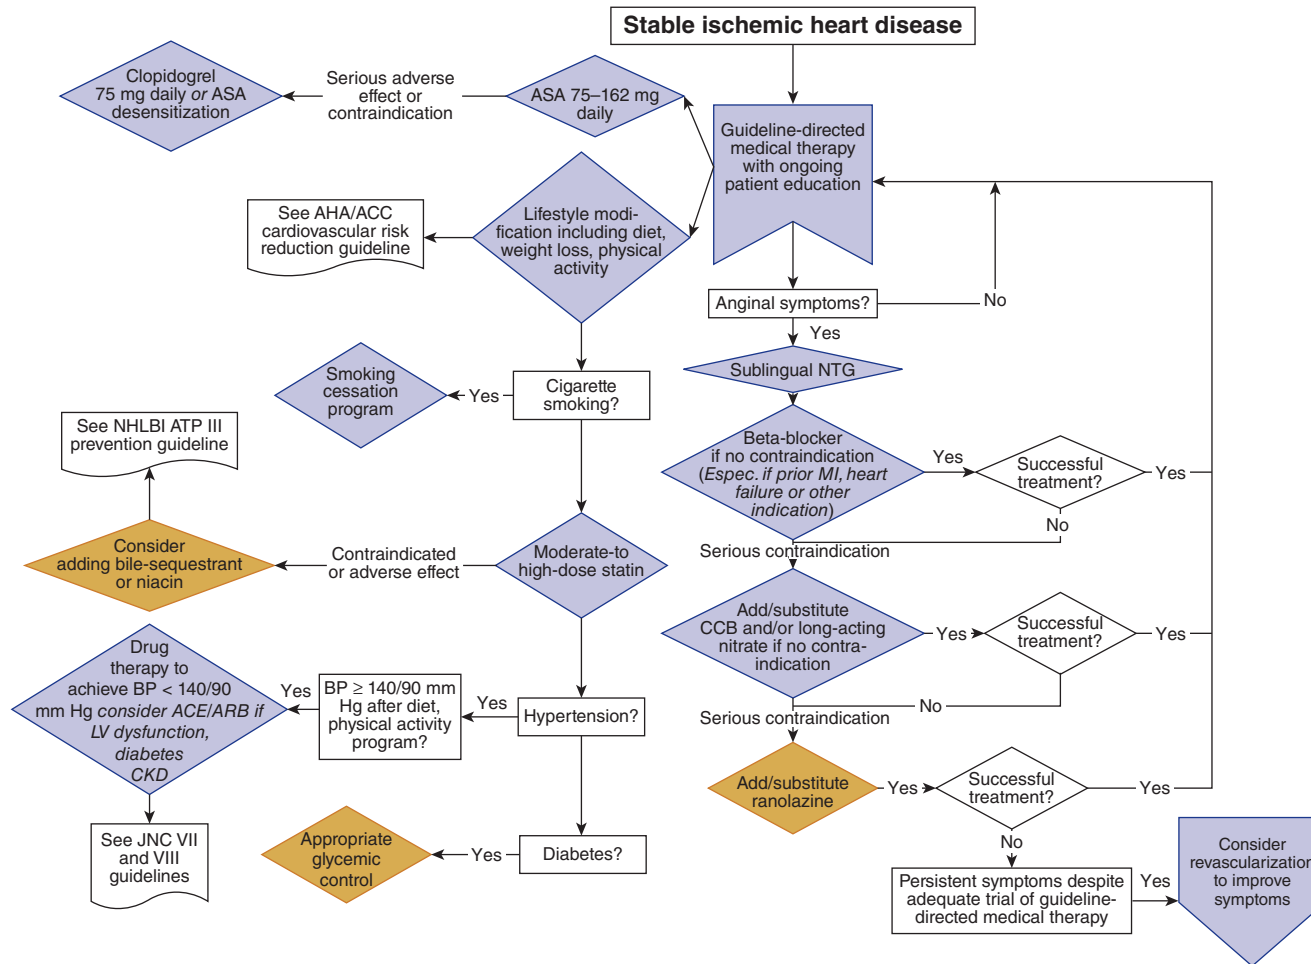 Stable ischemic heart disease
Clopidogrel
75 mg daily or ASA
desensitization
Serious adverse
effect or
contraindication
ASA 75–162 mg
daily
Guideline-directed
medical therapy
with ongoing
patient education
See AHA/ACC
cardiovascular risk
reduction guideline
Lifestyle modi-
fication including diet,
weight loss, physical
activity
Anginal symptoms?
No
Yes
Sublingual NTG
Smoking
cessation
program
Yes
Cigarette
smoking?
See NHLBI ATP III
prevention guideline
Beta-blocker
if no contraindication
(Espec. if prior MI, heart
failure or other
indication)
Yes
Successful
treatment?
Yes
No
Serious contraindication
Consider
adding bile-sequestrant
or niacin
Contraindicated
or adverse effect
Moderate-to
high-dose statin
Add/substitute
CCB and/or long-acting
nitrate if no contra-
indication
Yes
Successful
treatment?
Yes
No
Serious contraindication
Drug
therapy to
achieve BP < 140/90
mm Hg consider ACE/ARB if
LV dysfunction,
diabetes
CKD
Yes
BP ≥ 140/90 mm
Hg after diet,
physical activity
program?
Yes
Hypertension?
Add/substitute
ranolazine
Yes
Successful
treatment?
Yes
No
See JNC VII
and VIII
guidelines
Appropriate
glycemic
control
Yes
Diabetes?
Persistent symptoms despite
adequate trial of guideline-
directed medical therapy
Yes
Consider
revascularization
to improve
symptoms